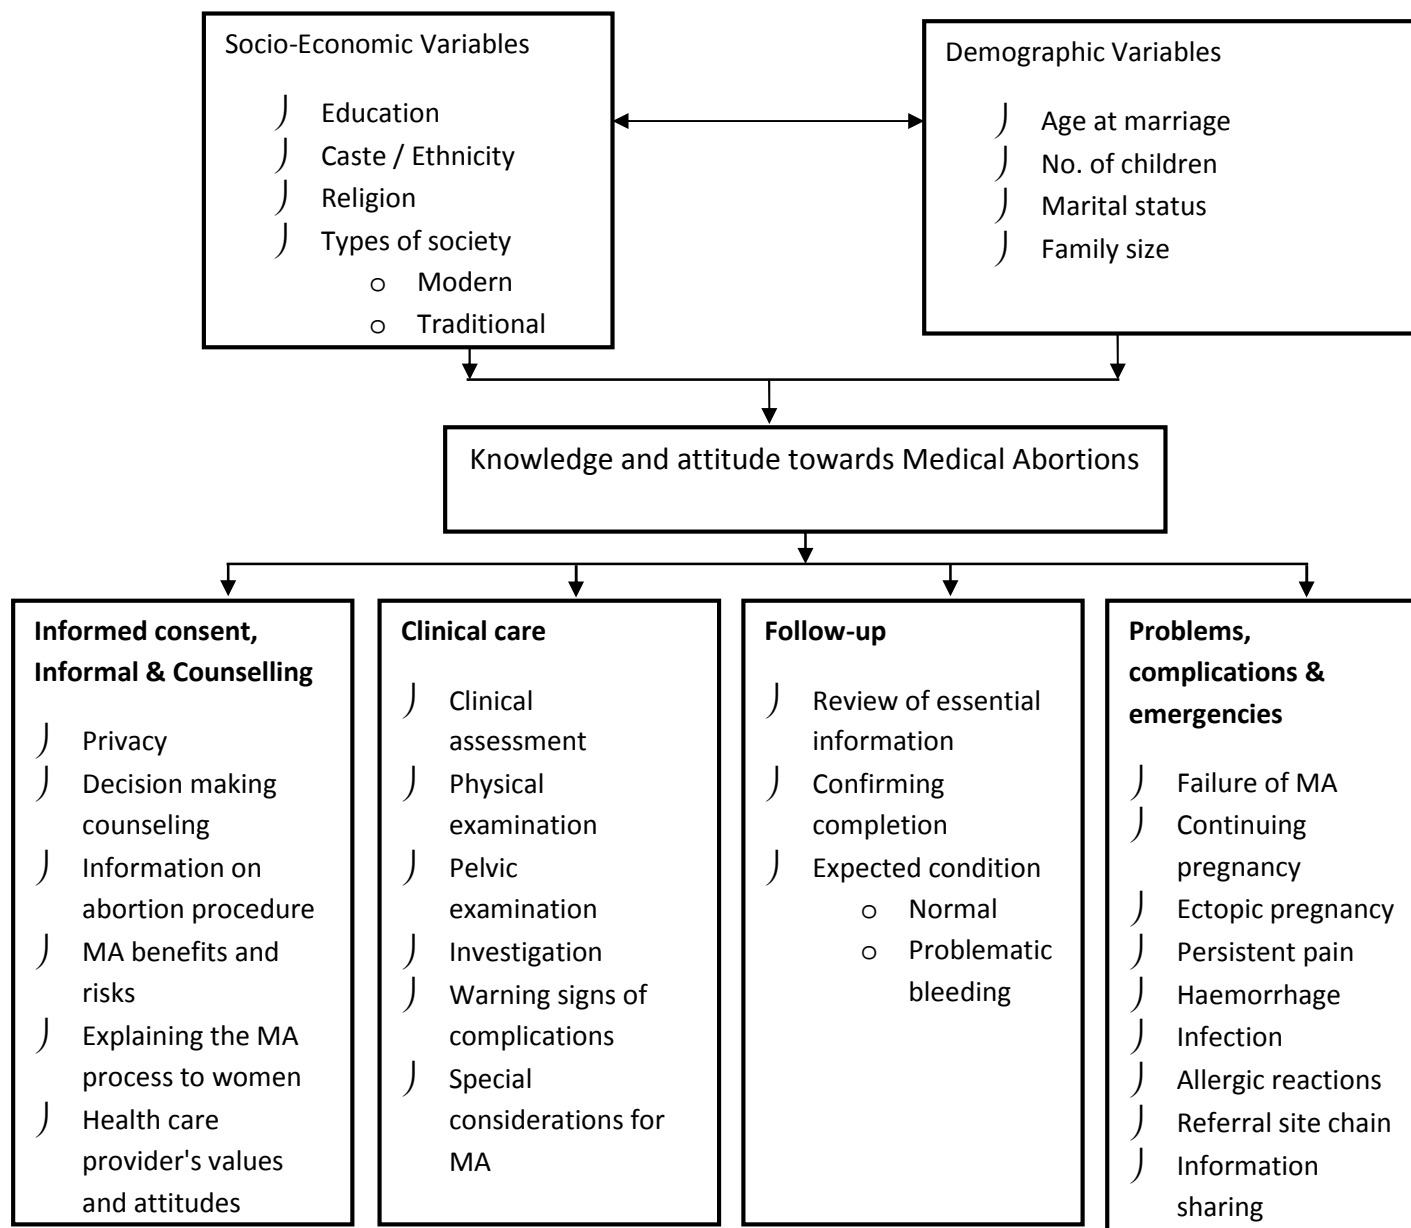 Socio-Economic Variables
Education
Caste / Ethnicity
Religion
Types of society
o Modern
o Traditional
Demographic Variables
Age at marriage
No. of children
Marital status
Family size
Knowledge and attitude towards Medical Abortions
Informed consent,
Informal & Counselling
Privacy
Decision making
counseling
Information on
abortion procedure
MA benefits and
risks
Explaining the MA
process to women
Health care
provider's values
and attitudes
Clinical care
Clinical
assessment
Physical
examination
Pelvic
examination
Investigation
Warning signs of
complications
Special
considerations for
MA
Follow-up
Review of essential
information
Confirming
completion
Expected condition
o Normal
o Problematic
bleeding
Problems,
complications &
emergencies
Failure of MA
Continuing
pregnancy
Ectopic pregnancy
Persistent pain
Haemorrhage
Infection
Allergic reactions
Referral site chain
Information
sharing